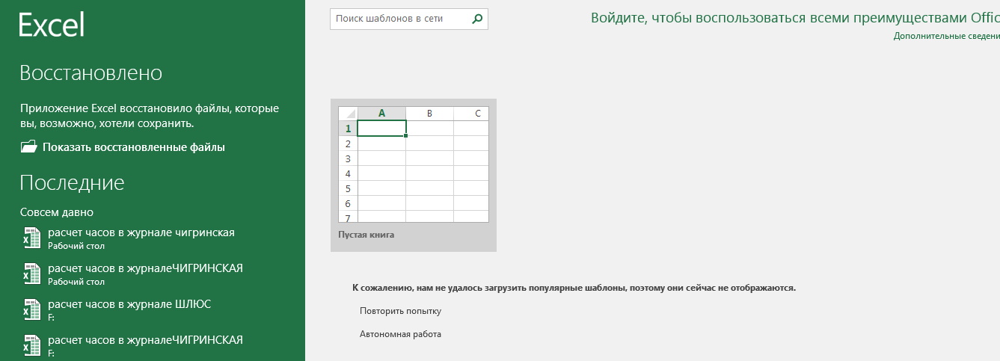 Excel
Восстановлено
Приложение Excel восстановило файлы, которые
вы, возможно, хотели сохранить.
Показать восстановленные файлы
Последние
Совсем давно
расчет часов в журнале чигринская
Рабочий стол
расчет часов в журналеЧИГРИНСКАЯ
Рабочий стол
расчет часов в журнале ШЛЮС
F:
расчет часов в журналеЧИГРИНСКАЯ
F:
Поиск шаблонов в сети
Войдите, чтобы воспользоваться всеми преимуществами Offic
Дополнительные сведени
A B C
1
2
3
4
5
6
7
Пустая книга
К сожалению, нам не удалось загрузить популярные шаблоны, поэтому они сейчас не отображаются.
Повторить попытку
Автономная работа